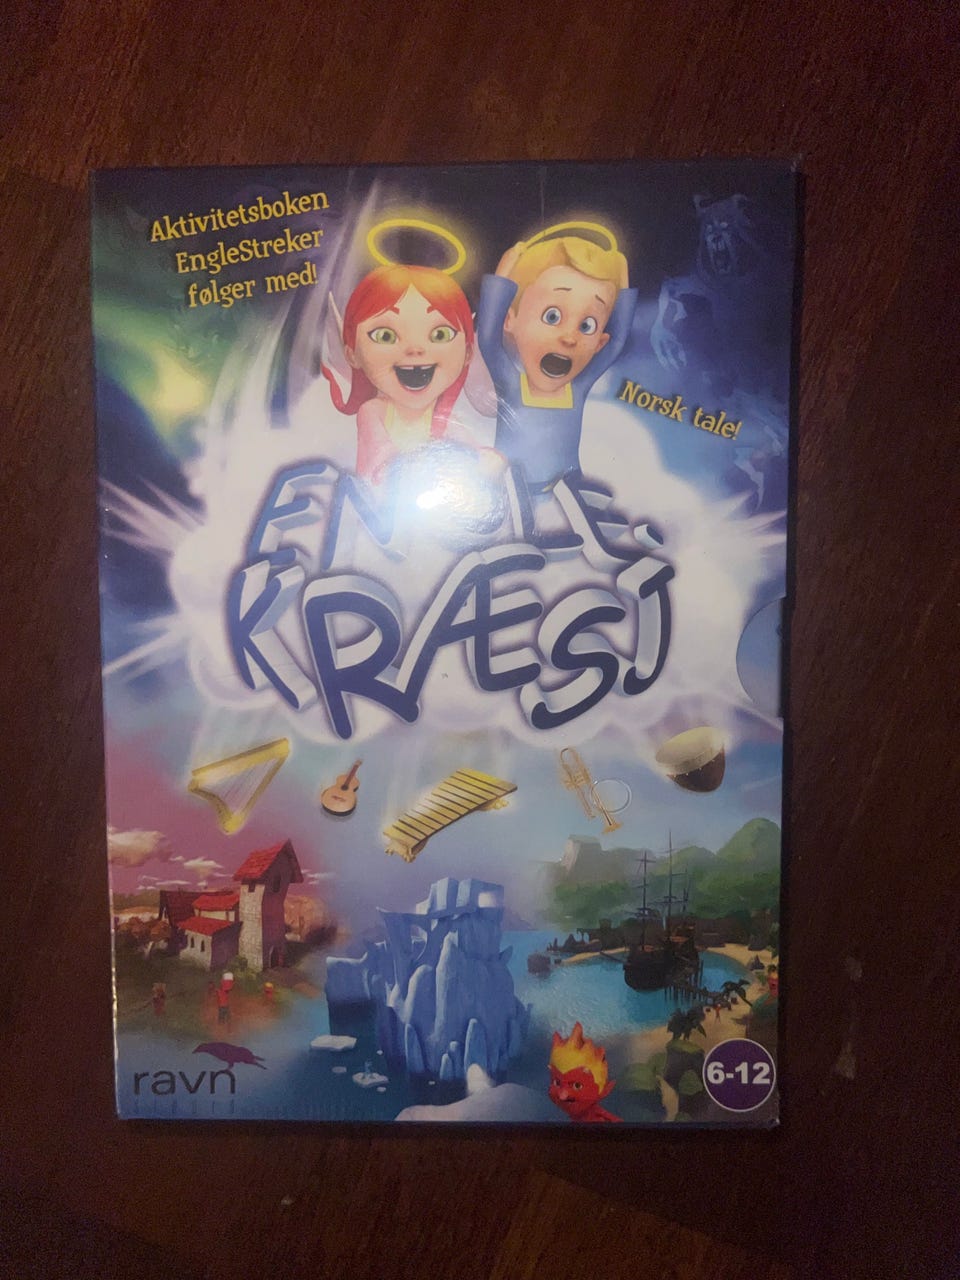 Aktivitetsboken
EngleStreker
følger med!
Norsk tale!
ENGLE
KRÆSJ
ravn
6-12